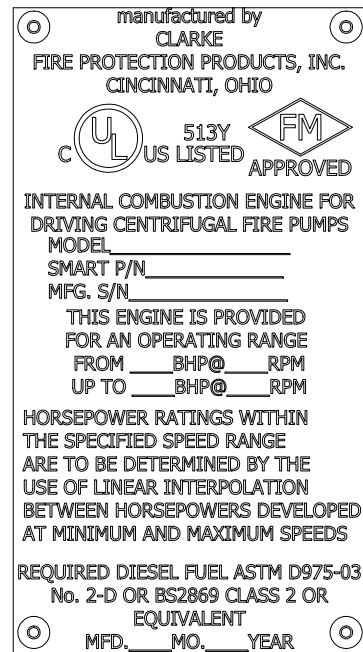 manufactured by
CLARKE
FIRE PROTECTION PRODUCTS, INC.
CINCINNATI, OHIO
C UL US LISTED 513Y
FM
APPROVED
INTERNAL COMBUSTION ENGINE FOR
DRIVING CENTRIFUGAL FIRE PUMPS
MODEL____________________
SMART P/N________________
MFG. S/N__________________
THIS ENGINE IS PROVIDED
FOR AN OPERATING RANGE
FROM ____BHP@____RPM
UP TO ____BHP@____RPM
HORSEPOWER RATINGS WITHIN
THE SPECIFIED SPEED RANGE
ARE TO BE DETERMINED BY THE
USE OF LINEAR INTERPOLATION
BETWEEN HORSEPOWERS DEVELOPED
AT MINIMUM AND MAXIMUM SPEEDS
REQUIRED DIESEL FUEL ASTM D975-03
No. 2-D OR BS2869 CLASS 2 OR
EQUIVALENT
MFD.____MO.____YEAR